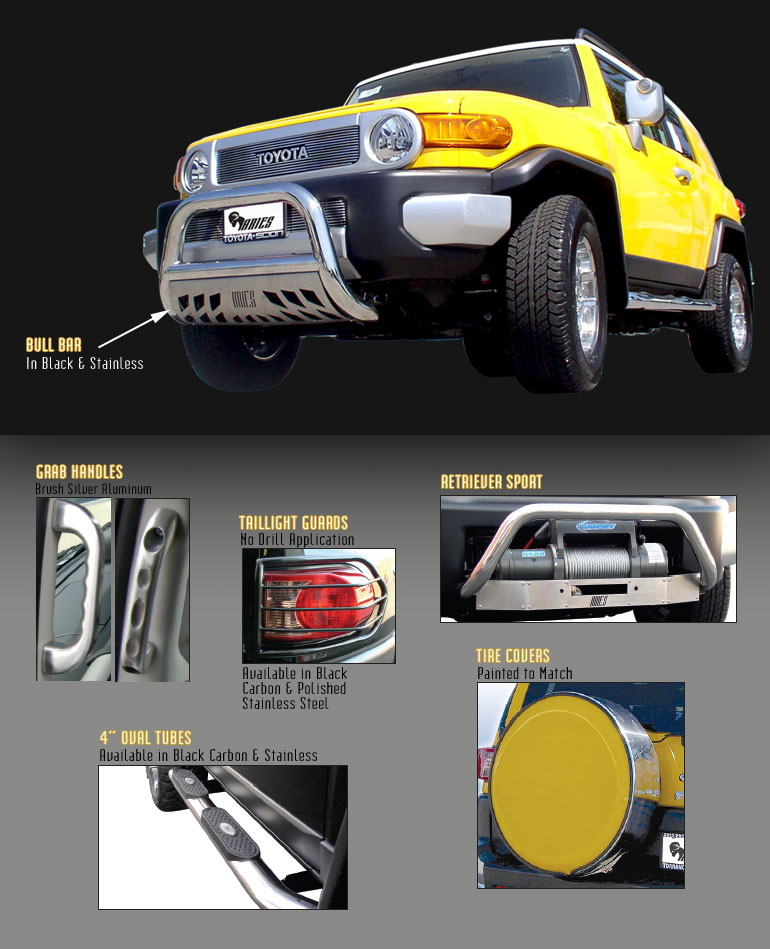 TOYOTA
ARIES
TOYOTA-SCION
ARIES
BULL BAR
In Black & Stainless
GRAB HANDLES
Brush Silver Aluminum
RETRIEVER SPORT
TAILLIGHT GUARDS
No Drill Application
ARIES
Available in Black
Carbon & Polished
Stainless Steel
TIRE COVERS
Painted to Match
4" OVAL TUBES
Available in Black Carbon & Stainless